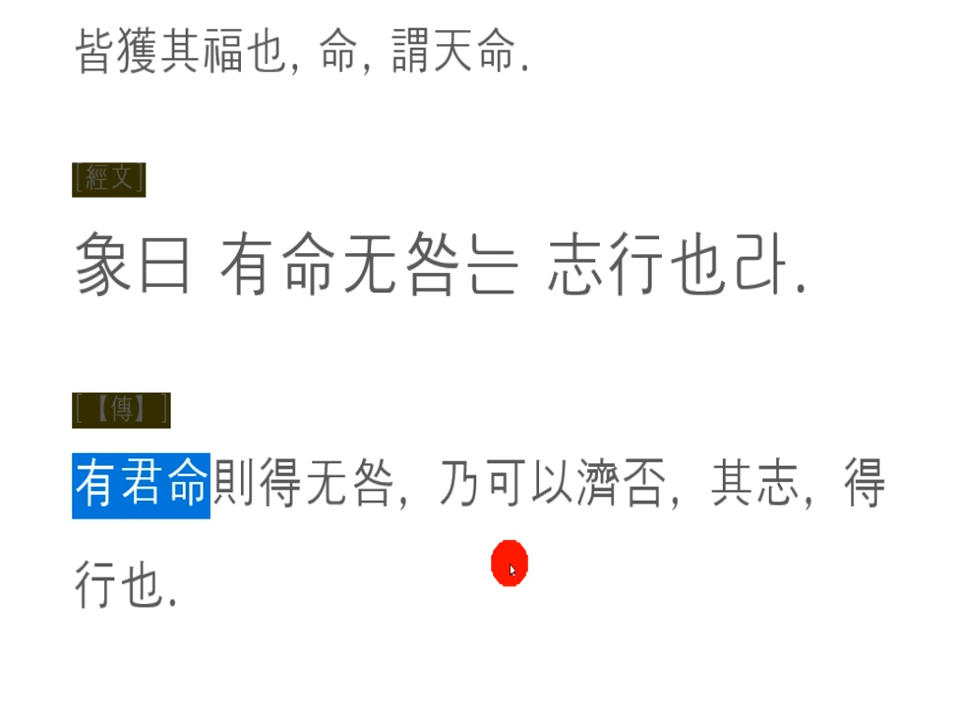 皆獲其福也, 命, 謂天命.
[經文]
象曰 有命无咎는 志行也라.
[【傳】]
有君命則得无咎, 乃可以濟否, 其志, 得
行也.